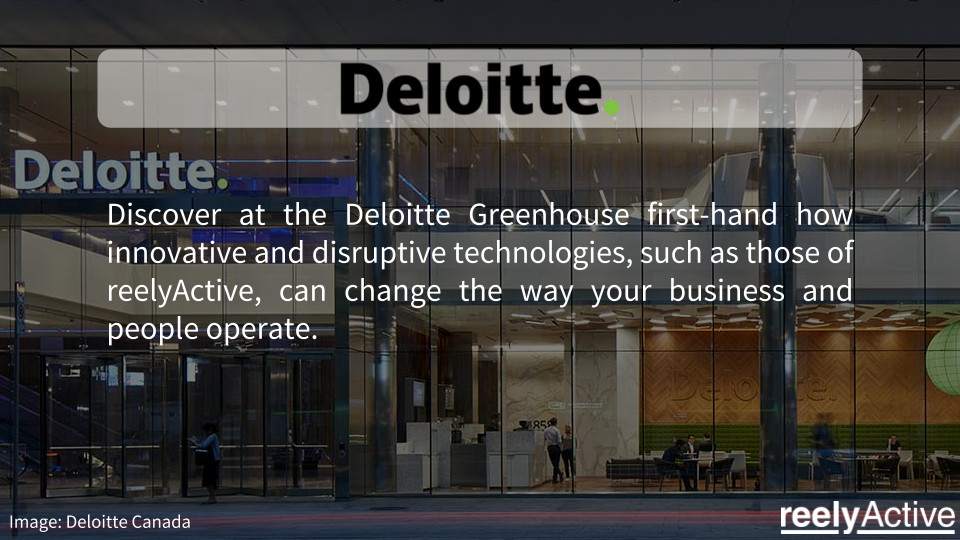 Deloitte.
Deloitte.
Discover at the Deloitte Greenhouse first-hand how
innovative and disruptive technologies, such as those of
reelyActive, can change the way your business and
people operate.
Deloitte
Image: Deloitte Canada
reelyActive